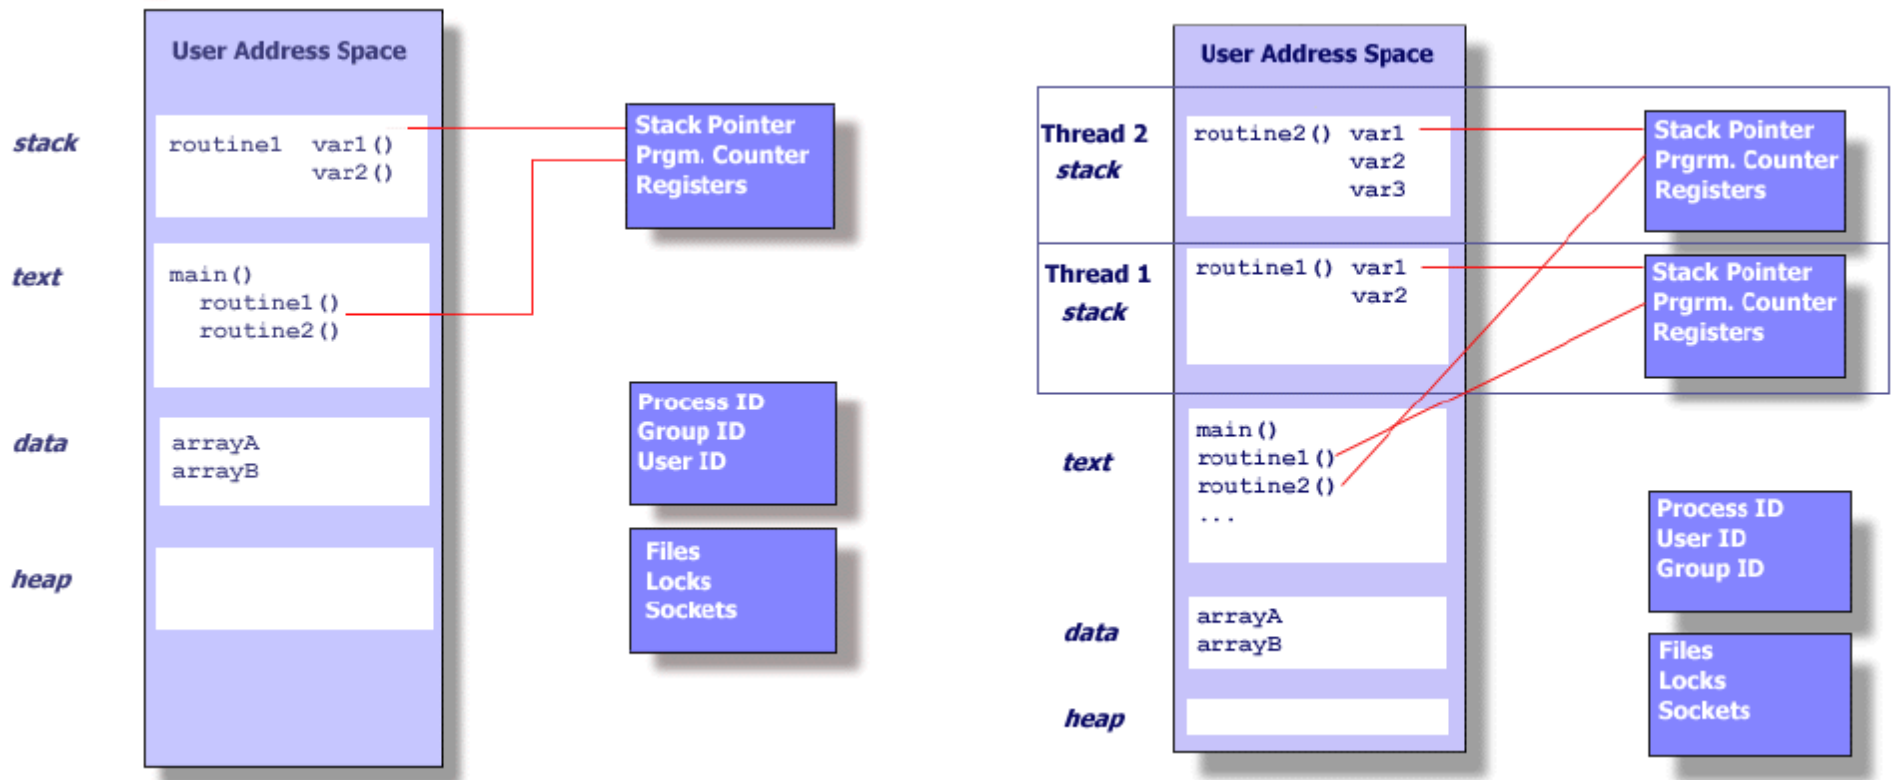 User Address Space
stack
routine1 var1()
var2()
Stack Pointer
Prgm. Counter
Registers
text
main()
routine1()
routine2()
data
arrayA
arrayB
heap
Process ID
Group ID
User ID
Files
Locks
Sockets
User Address Space
Thread 2
stack
routine2() var1
var2
var3
Stack Pointer
Prgrm. Counter
Registers
Thread 1
stack
routine1() var1
var2
Stack Pointer
Prgrm. Counter
Registers
text
main()
routine1()
routine2()
...
data
arrayA
arrayB
heap
Process ID
User ID
Group ID
Files
Locks
Sockets